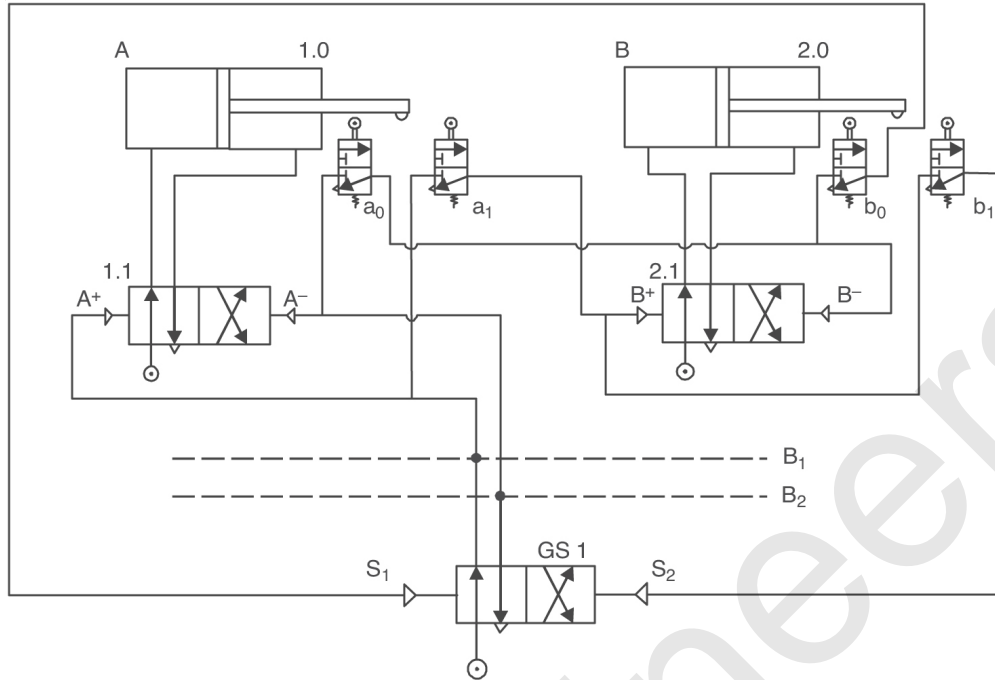 A 1.0 B 2.0
a₀ a₁ b₀ b₁
1.1 2.1
A⁺ A⁻ B⁺ B⁻
B₁
B₂
GS 1
S₁ S₂